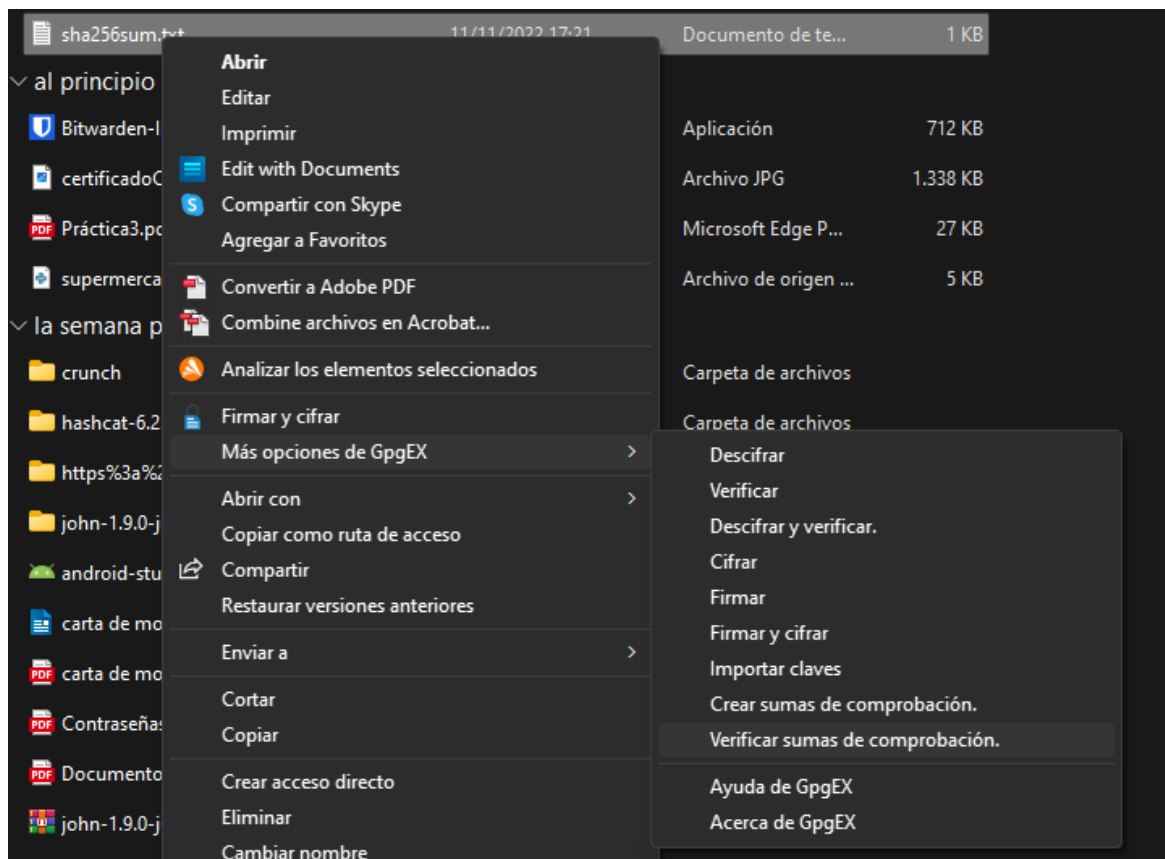 sha256sum.txt 11/11/2022 17:21 Documento de te... 1 KB
al principio
Bitwarden-I Aplicación 712 KB
certificadoC Archivo JPG 1.338 KB
Práctica3.pd Microsoft Edge P... 27 KB
supermerca Archivo de origen ... 5 KB
la semana p
crunch Carpeta de archivos
hashcat-6.2 Carpeta de archivos
https%3a%2
john-1.9.0-j
android-stu
carta de mo
carta de mo
Contraseñas
Documento
john-1.9.0-j
Abrir
Editar
Imprimir
Edit with Documents
Compartir con Skype
Agregar a Favoritos
Convertir a Adobe PDF
Combine archivos en Acrobat...
Analizar los elementos seleccionados
Firmar y cifrar
Más opciones de GpgEX
Abrir con
Copiar como ruta de acceso
Compartir
Restaurar versiones anteriores
Enviar a
Cortar
Copiar
Crear acceso directo
Eliminar
Cambiar nombre
Descifrar
Verificar
Descifrar y verificar.
Cifrar
Firmar
Firmar y cifrar
Importar claves
Crear sumas de comprobación.
Verificar sumas de comprobación.
Ayuda de GpgEX
Acerca de GpgEX